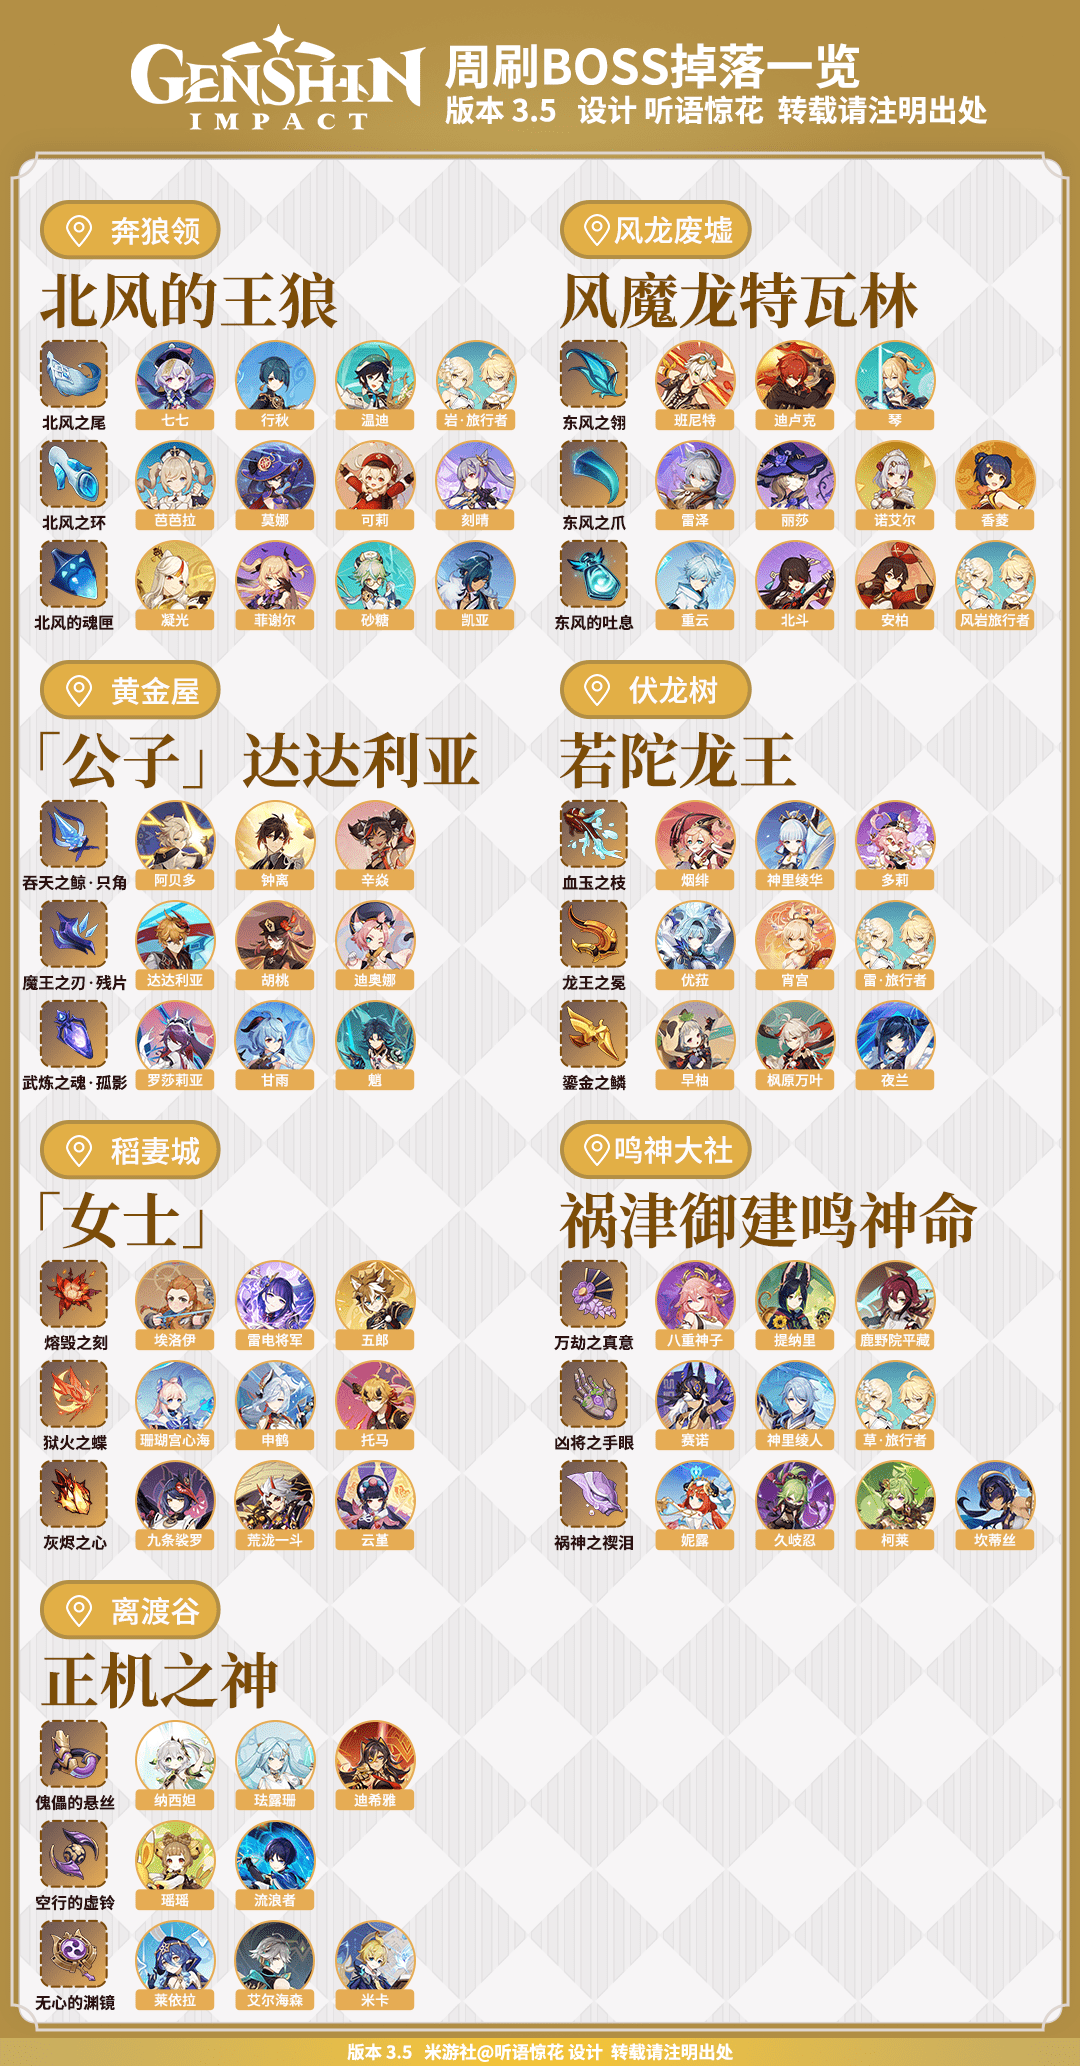 GENSHIN
IMPACT
周刷BOSS掉落一览
版本 3.5 设计 听语惊花 转载请注明出处
奔狼领
北风的王狼
北风之尾 七七 行秋 温迪 岩·旅行者
北风之环 芭芭拉 莫娜 可莉 刻晴
北风的魂匣 凝光 菲谢尔 砂糖 凯亚
风龙废墟
风魔龙特瓦林
东风之翎 班尼特 迪卢克 琴
东风之爪 雷泽 丽莎 诺艾尔 香菱
东风的吐息 重云 北斗 安柏 风岩旅行者
黄金屋
「公子」达达利亚
吞天之鲸·只角 阿贝多 钟离 辛焱
魔王之刃·残片 达达利亚 胡桃 迪奥娜
武炼之魂·孤影 罗莎莉亚 甘雨 魈
伏龙树
若陀龙王
血玉之枝 烟绯 神里绫华 多莉
龙王之冕 优菈 宵宫 雷·旅行者
鎏金之鳞 早柚 枫原万叶 夜兰
稻妻城
「女士」
熔毁之刻 埃洛伊 雷电将军 五郎
狱火之蝶 珊瑚宫心海 申鹤 托马
灰烬之心 九条裟罗 荒泷一斗 云堇
鸣神大社
祸津御建鸣神命
万劫之真意 八重神子 提纳里 鹿野院平藏
凶将之手眼 赛诺 神里绫人 草·旅行者
祸神之禊泪 妮露 久岐忍 柯莱 坎蒂丝
离渡谷
正机之神
傀儡的悬丝 纳西妲 珐露珊 迪希雅
空行的虚铃 瑶瑶 流浪者
无心的渊镜 莱依拉 艾尔海森 米卡
版本 3.5 米游社@听语惊花 设计 转载请注明出处